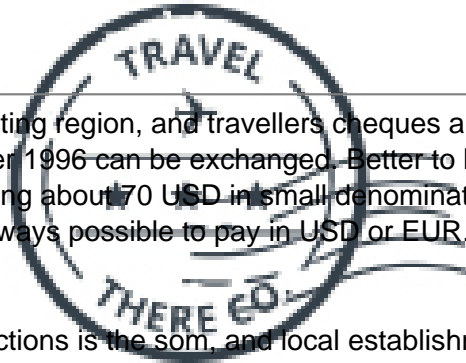 TRAVEL
ting region, and travellers cheques a
er 1996 can be exchanged. Better to
ng about 70 USD in small denominat
ways possible to pay in USD or EUR.
THERE CO.
ctions is the som, and local establish